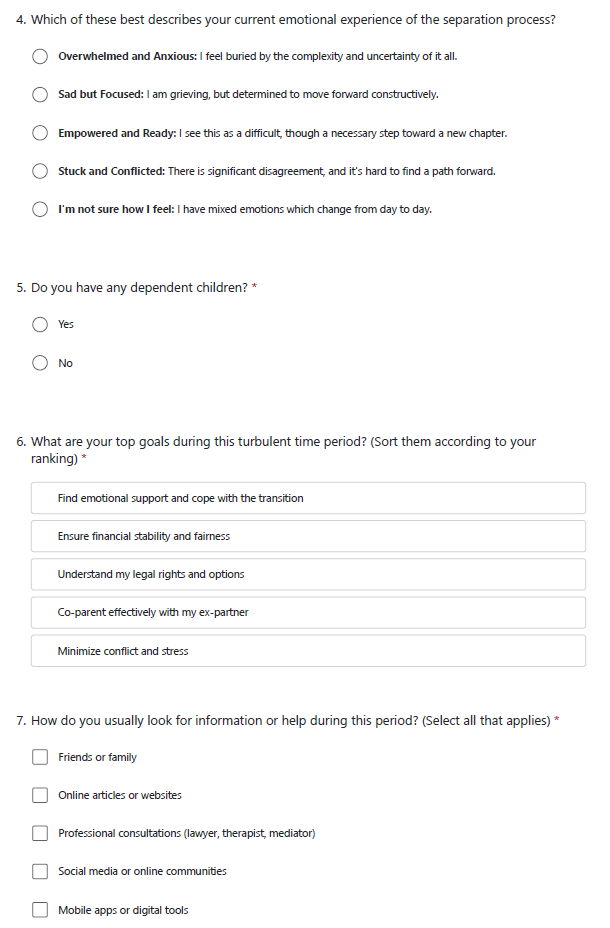 4. Which of these best describes your current emotional experience of the separation process?
Overwhelmed and Anxious: I feel buried by the complexity and uncertainty of it all.
Sad but Focused: I am grieving, but determined to move forward constructively.
Empowered and Ready: I see this as a difficult, though a necessary step toward a new chapter.
Stuck and Conflicted: There is significant disagreement, and it's hard to find a path forward.
I'm not sure how I feel: I have mixed emotions which change from day to day.
5. Do you have any dependent children? *
Yes
No
6. What are your top goals during this turbulent time period? (Sort them according to your
ranking) *
Find emotional support and cope with the transition
Ensure financial stability and fairness
Understand my legal rights and options
Co-parent effectively with my ex-partner
Minimize conflict and stress
7. How do you usually look for information or help during this period? (Select all that applies) *
Friends or family
Online articles or websites
Professional consultations (lawyer, therapist, mediator)
Social media or online communities
Mobile apps or digital tools